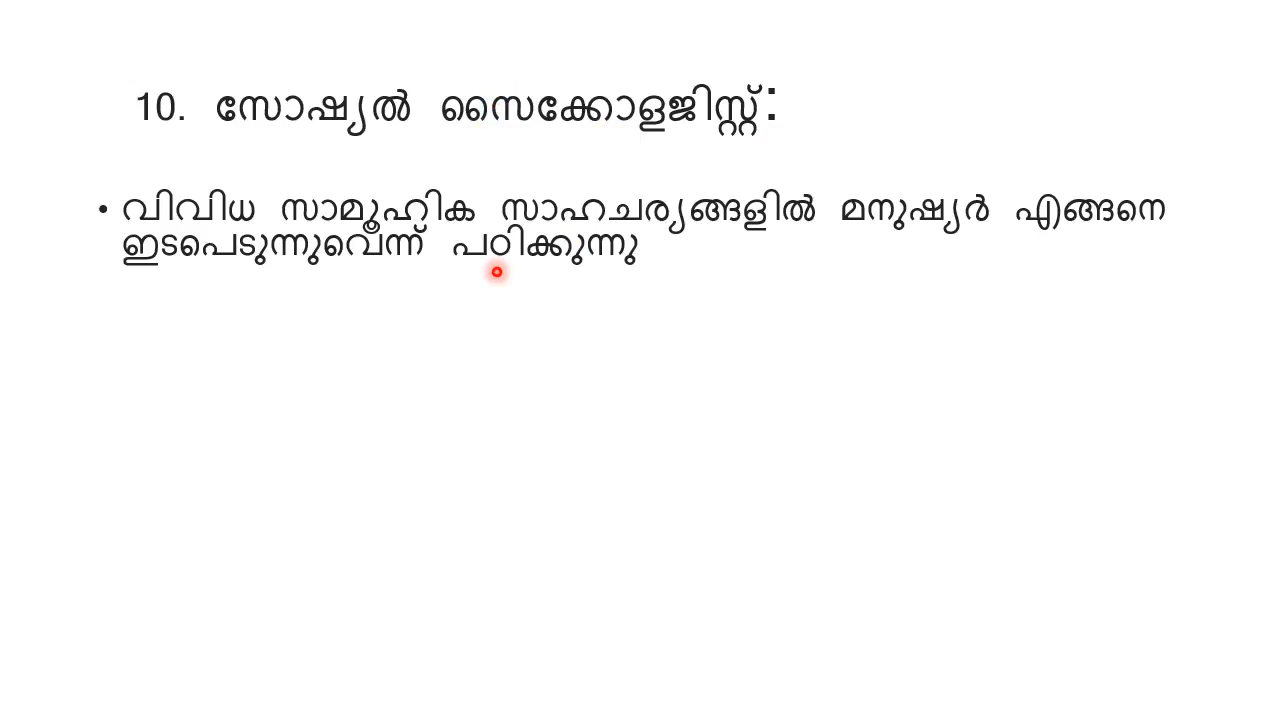 10. സോഷ്യൽ സൈക്കോളജിസ്റ്റ്:
• വിവിധ സാമൂഹിക സാഹചര്യങ്ങളിൽ മനുഷ്യർ എങ്ങനെ
ഇടപെടുന്നുവെന്ന് പഠിക്കുന്നു